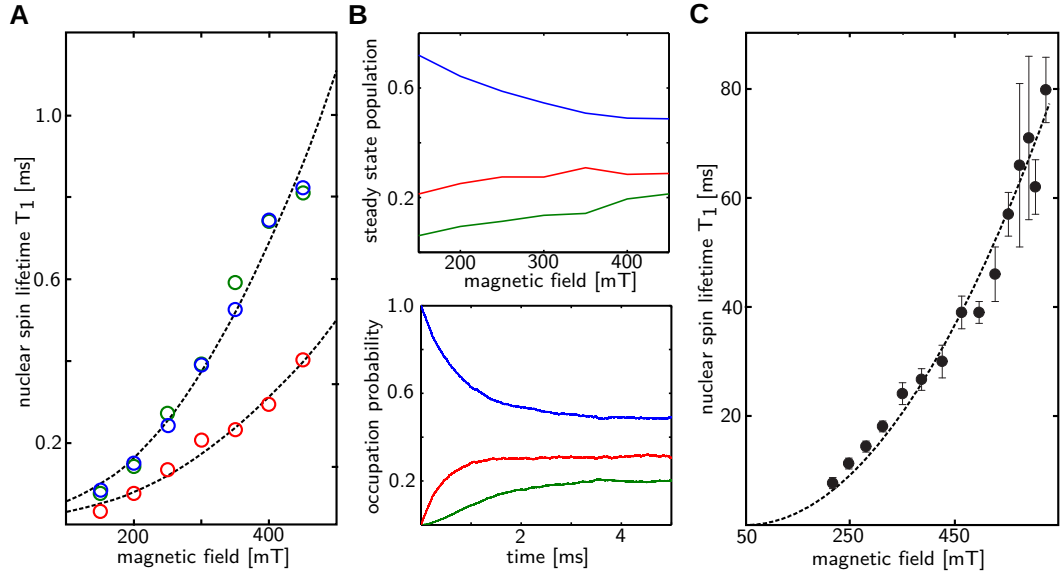 A
nuclear spin lifetime T1 [ms]
1.0
0.6
0.2
200
400
magnetic field [mT]
B
steady state population
0.6
0.2
200
300
400
magnetic field [mT]
occupation probability
1.0
0.6
0.2
0
2
4
time [ms]
C
nuclear spin lifetime T1 [ms]
80
60
40
20
0
50
250
450
magnetic field [mT]